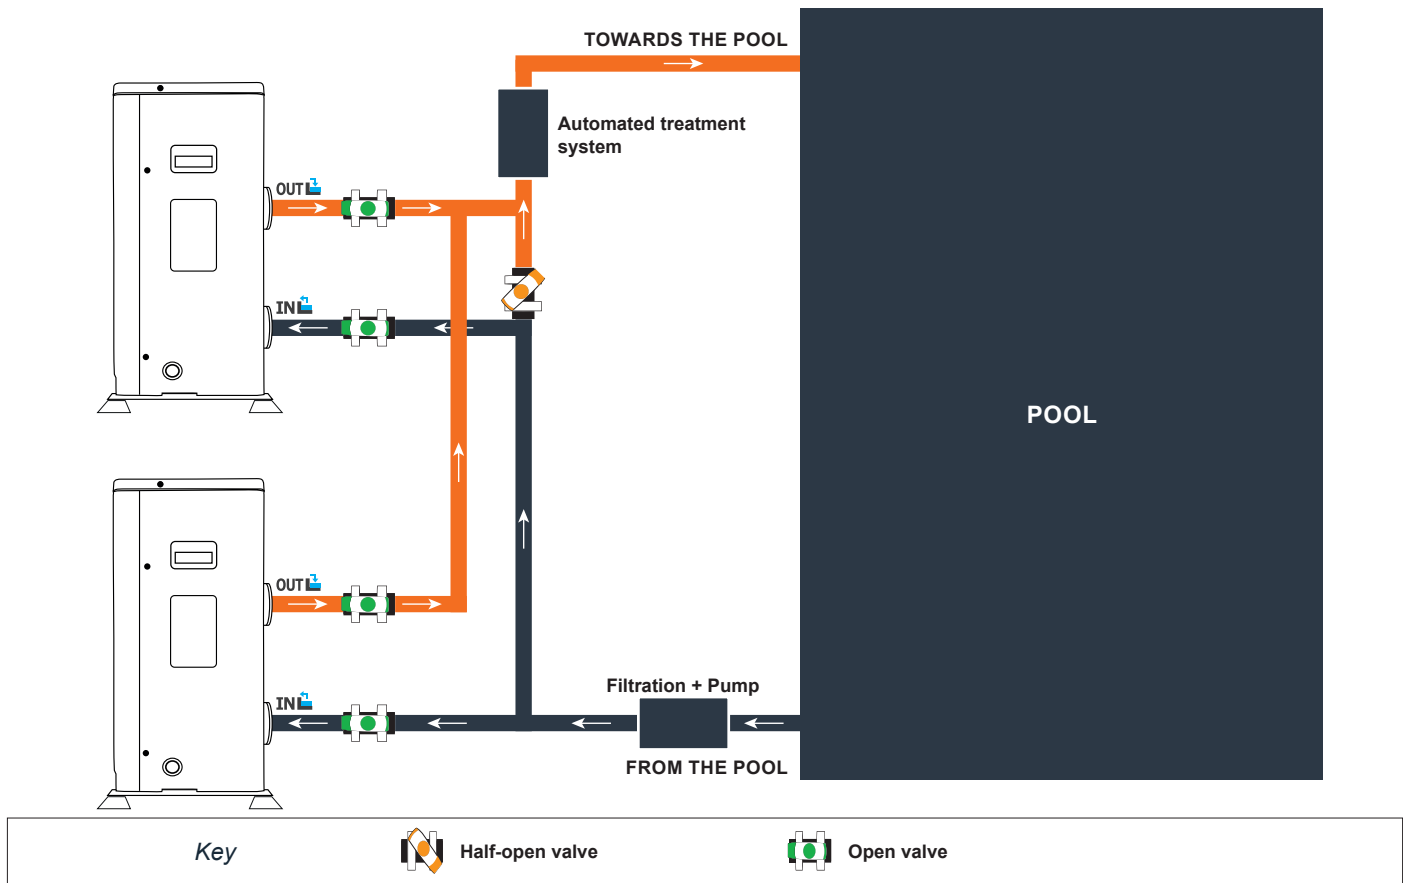 TOWARDS THE POOL
Automated treatment
system
OUT
IN
POOL
OUT
Filtration + Pump
IN
FROM THE POOL
Key
Half-open valve
Open valve